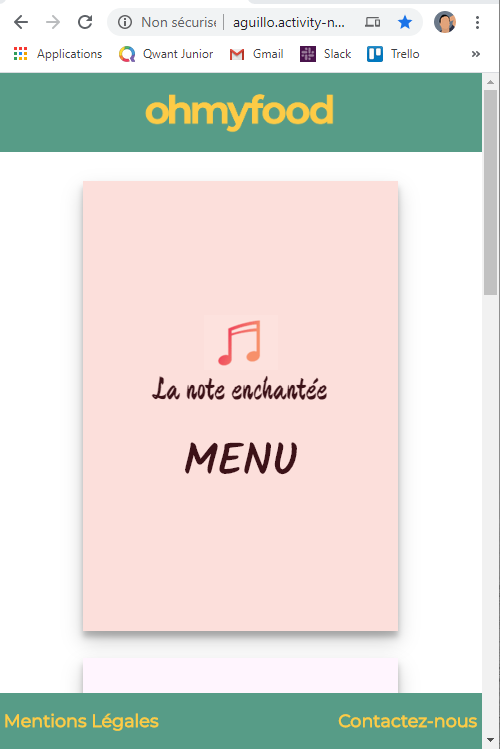 Non sécurisé | aguillo.activity-n...
Applications Qwant Junior Gmail Slack Trello »
ohmyfood
La note enchantée
MENU
Mentions Légales Contactez-nous